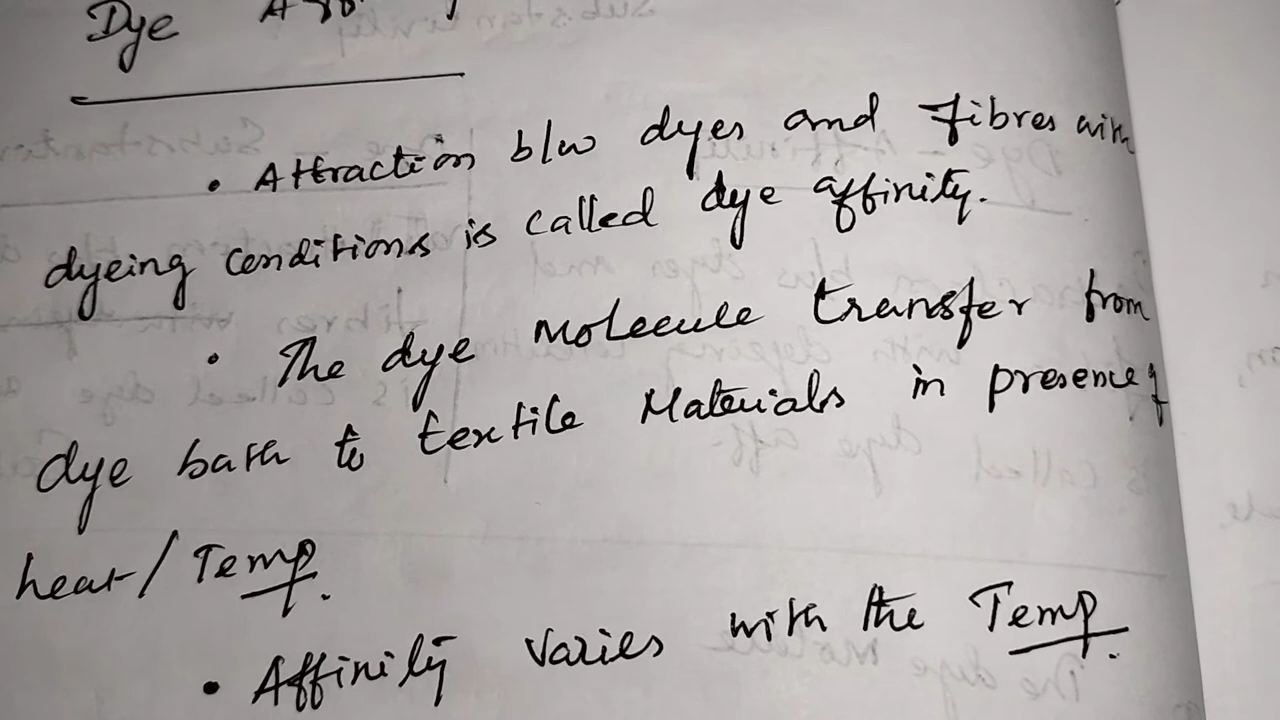 Dye
• Attraction b/w dyes and fibres with
dyeing conditions is called dye affinity.
• The dye molecule transfer from
dye bath to textile Materials in presence of
heat/Temp.
• Affinity varies with the Temp.